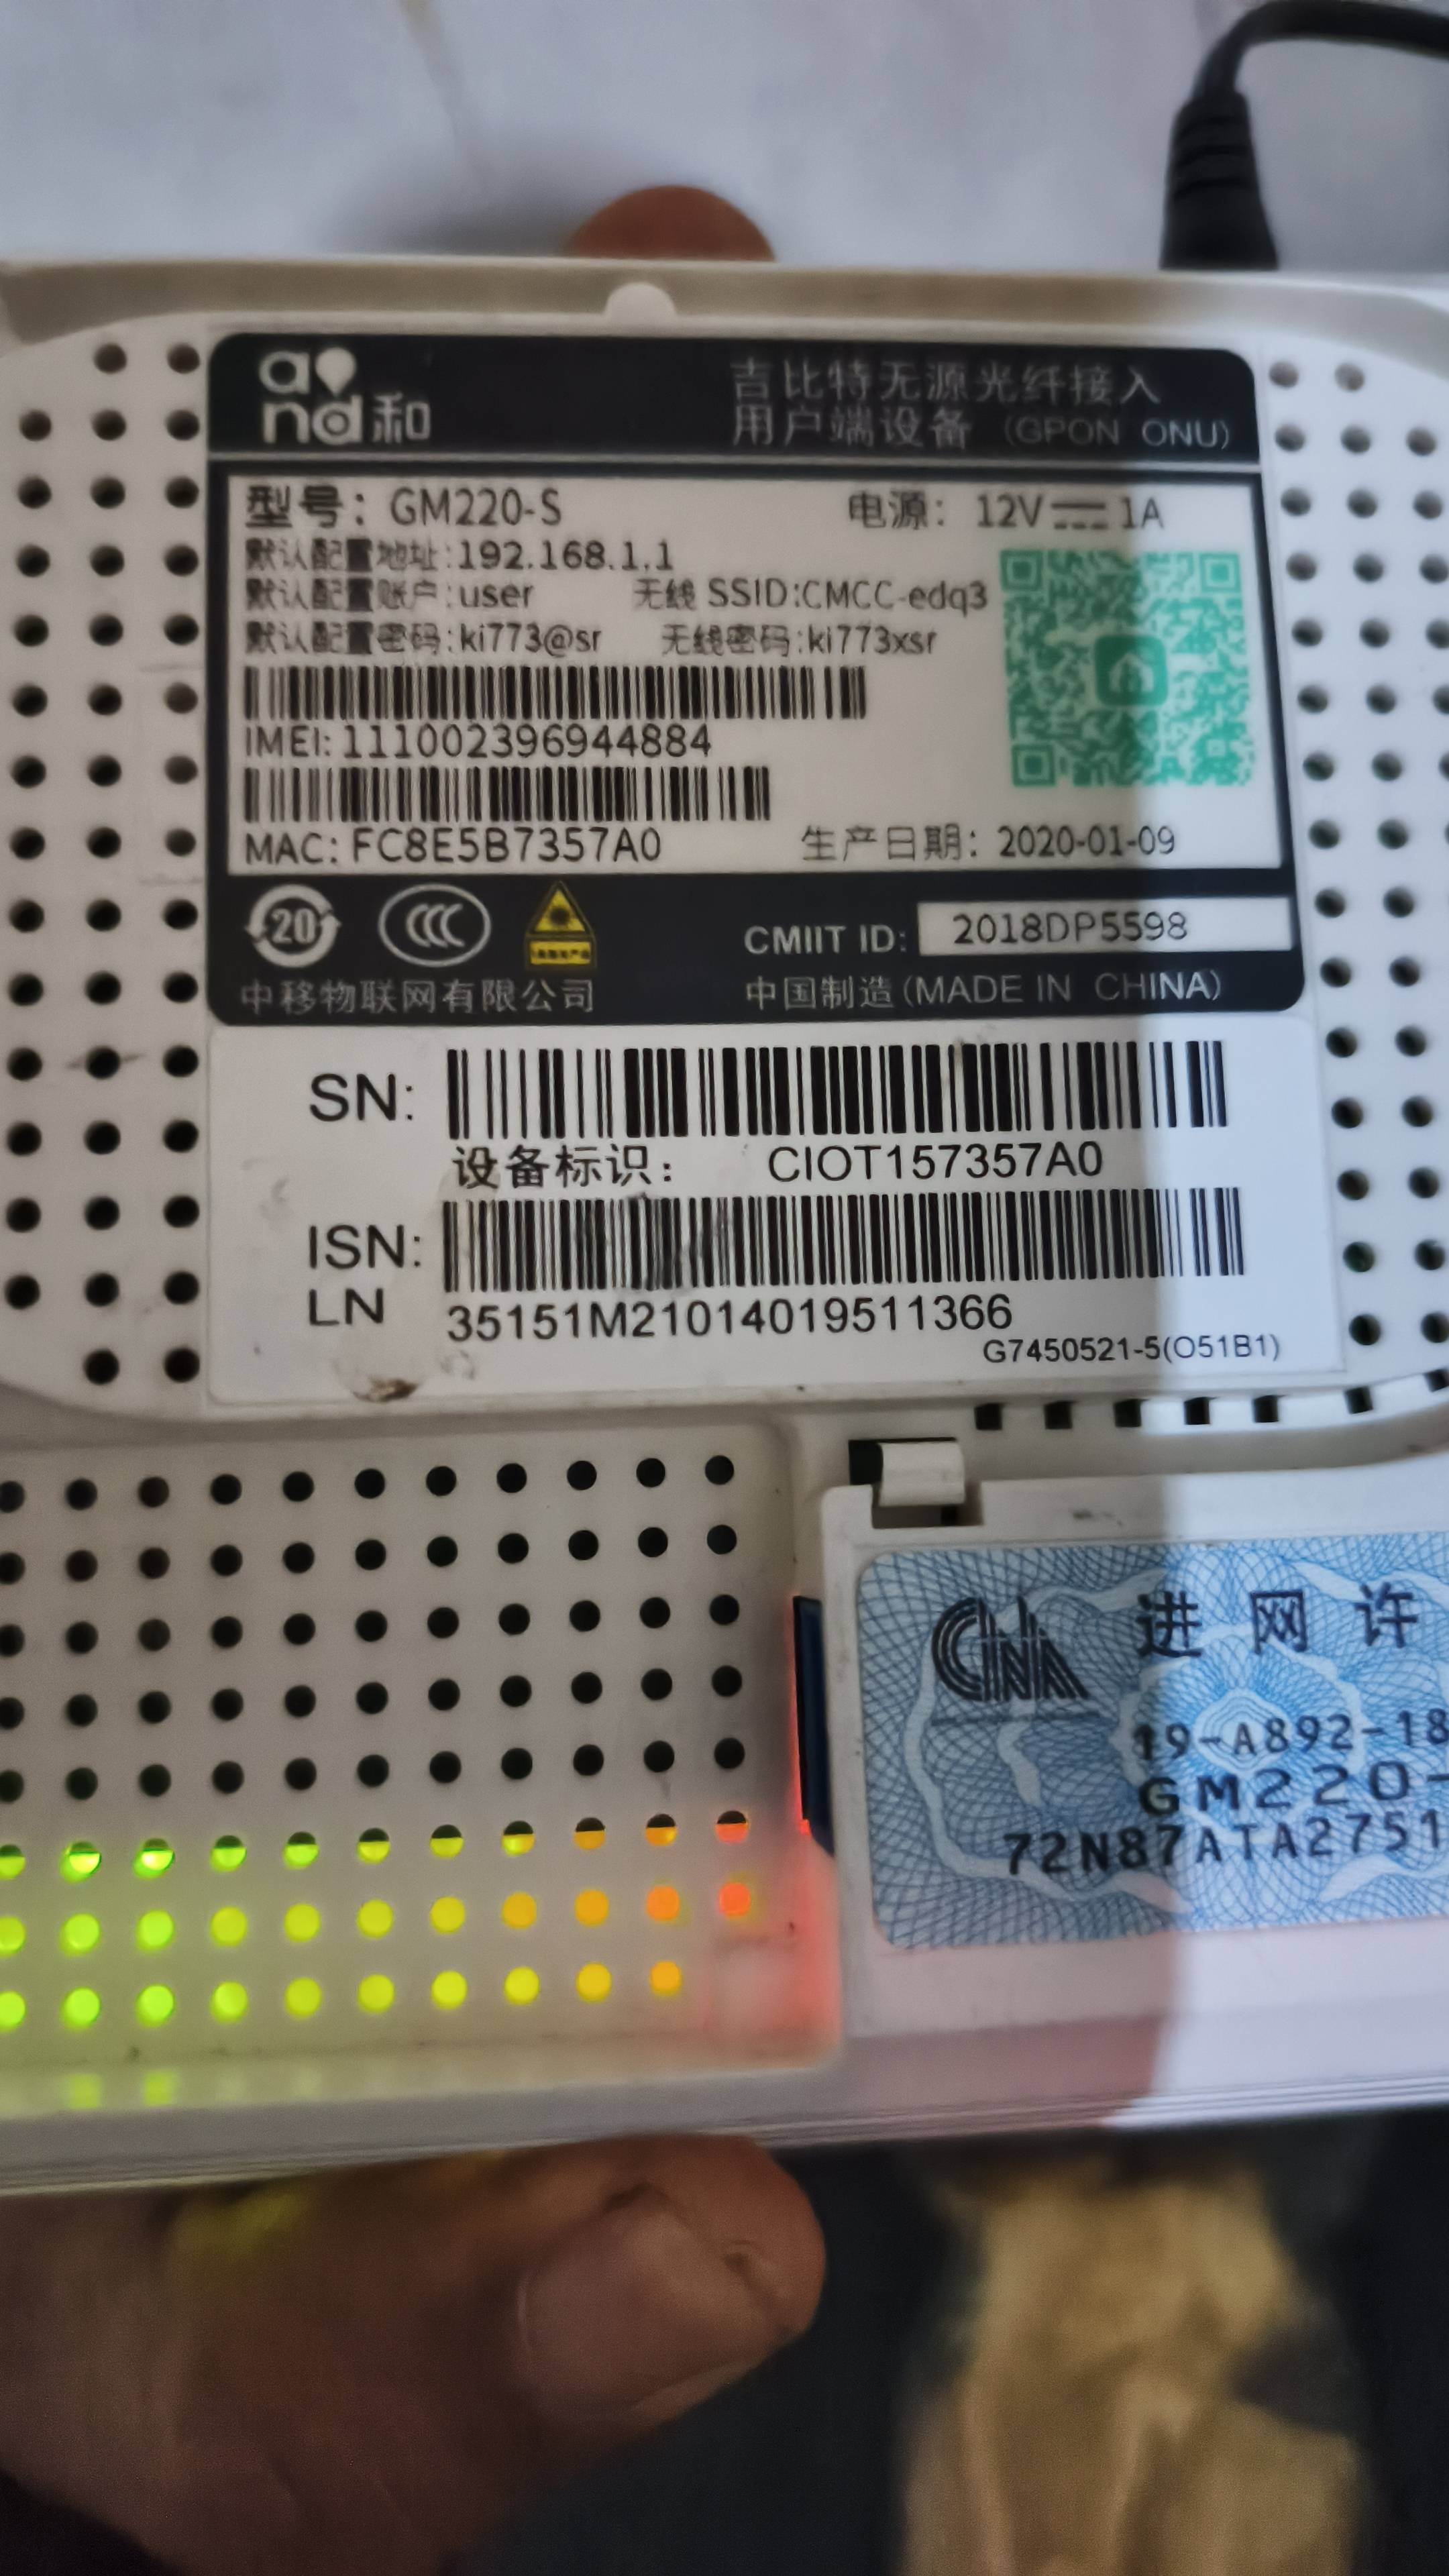 and和
吉比特无源光纤接入
用户端设备 (GPON ONU)
型号: GM220-S 电源: 12V 1A
默认配置地址:192.168.1.1
默认配置账户:user 无线 SSID:CMCC-edq3
默认配置密码:ki773@sr 无线密码:ki773xsr
IMEI: 111002396944884
MAC: FC8E5B7357A0 生产日期: 2020-01-09
20 CCC
CMIIT ID: 2018DP5598
中移物联网有限公司 中国制造(MADE IN CHINA)
SN:
设备标识: CIOT157357A0
ISN:
LN 35151M21014019511366
G7450521-5(O51B1)
CNA 进网许
19-A892-18
GM220-
72N87ATA2751